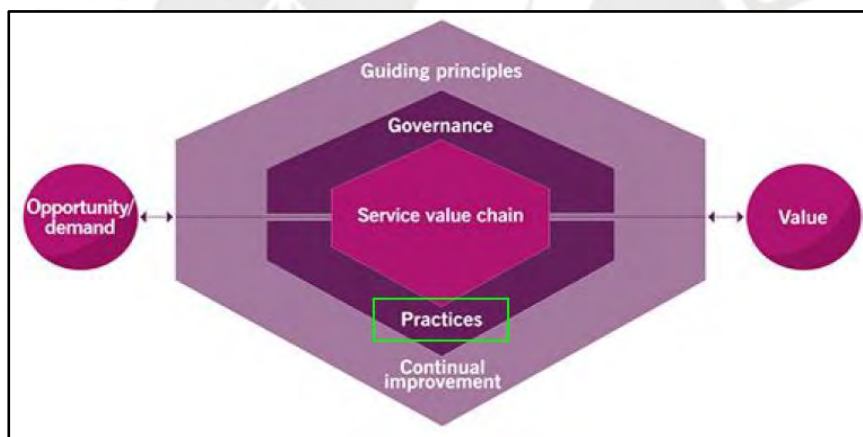 Guiding principles
Governance
Opportunity/
demand
Service value chain
Value
Practices
Continual
improvement